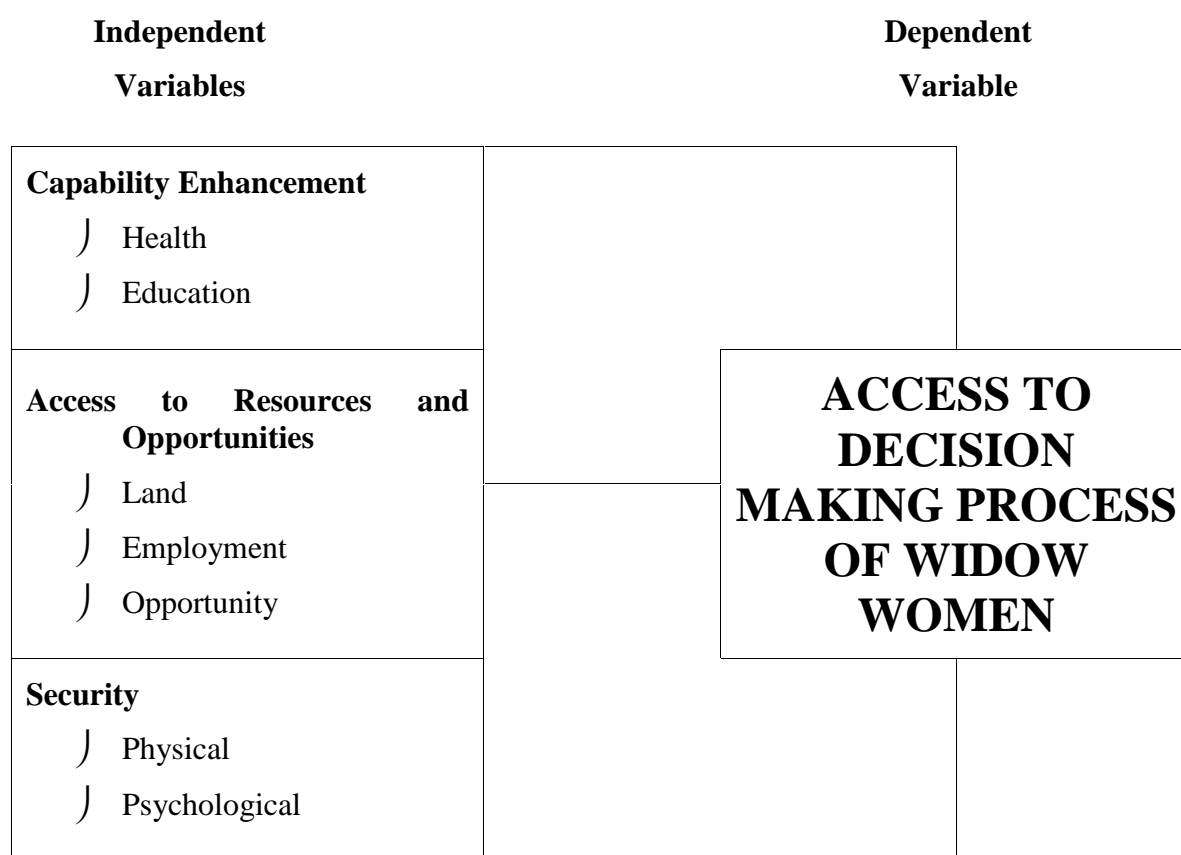 Independent
Variables
Dependent
Variable
Capability Enhancement
⌡ Health
⌡ Education
Access to Resources and
Opportunities
⌡ Land
⌡ Employment
⌡ Opportunity
Security
⌡ Physical
⌡ Psychological
ACCESS TO
DECISION
MAKING PROCESS
OF WIDOW
WOMEN